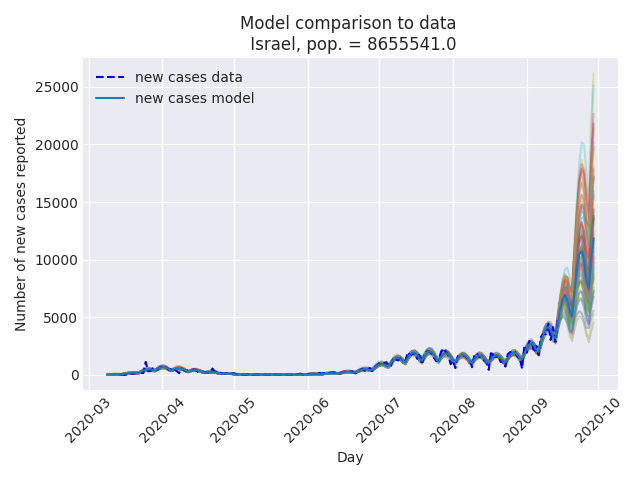 Model comparison to data
Israel, pop. = 8655541.0
new cases data
new cases model
Number of new cases reported
25000
20000
15000
10000
5000
0
2020-03
2020-04
2020-05
2020-06
2020-07
2020-08
2020-09
2020-10
Day